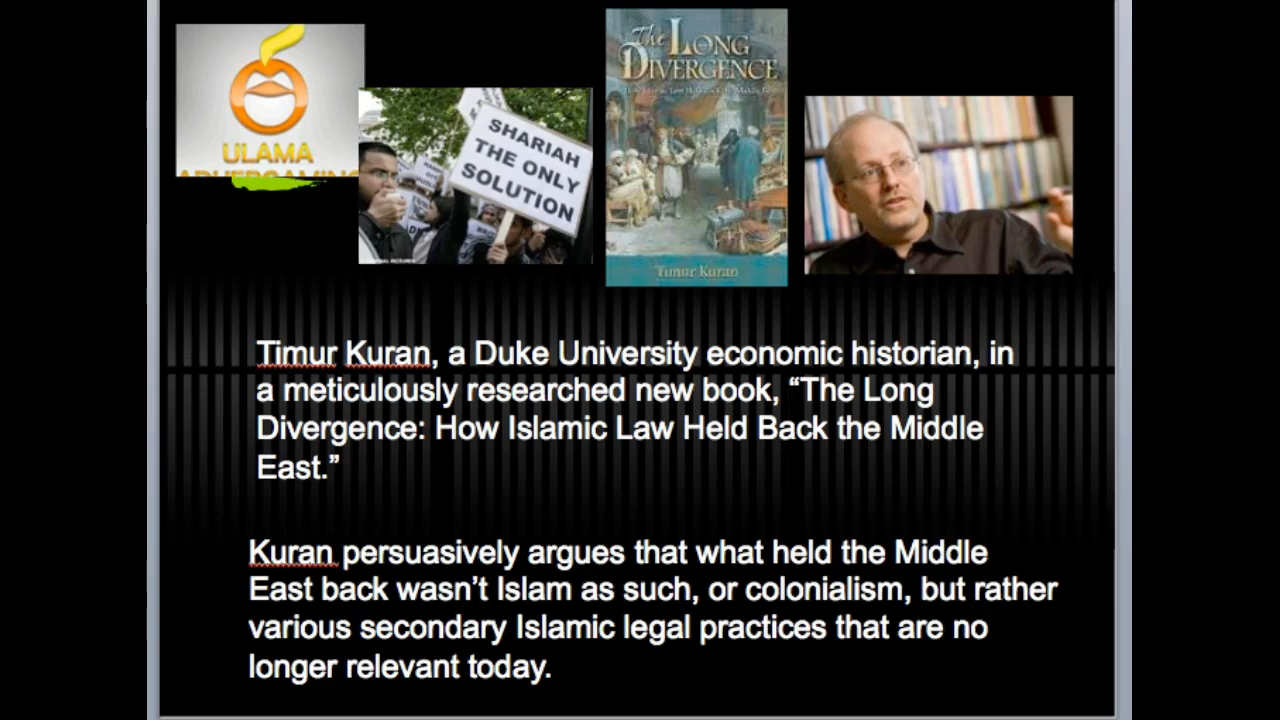 ULAMA
SHARIAH
THE ONLY
SOLUTION
The LONG
DIVERGENCE
Timur Kuran
Timur Kuran, a Duke University economic historian, in
a meticulously researched new book, “The Long
Divergence: How Islamic Law Held Back the Middle
East.”
Kuran persuasively argues that what held the Middle
East back wasn’t Islam as such, or colonialism, but rather
various secondary Islamic legal practices that are no
longer relevant today.